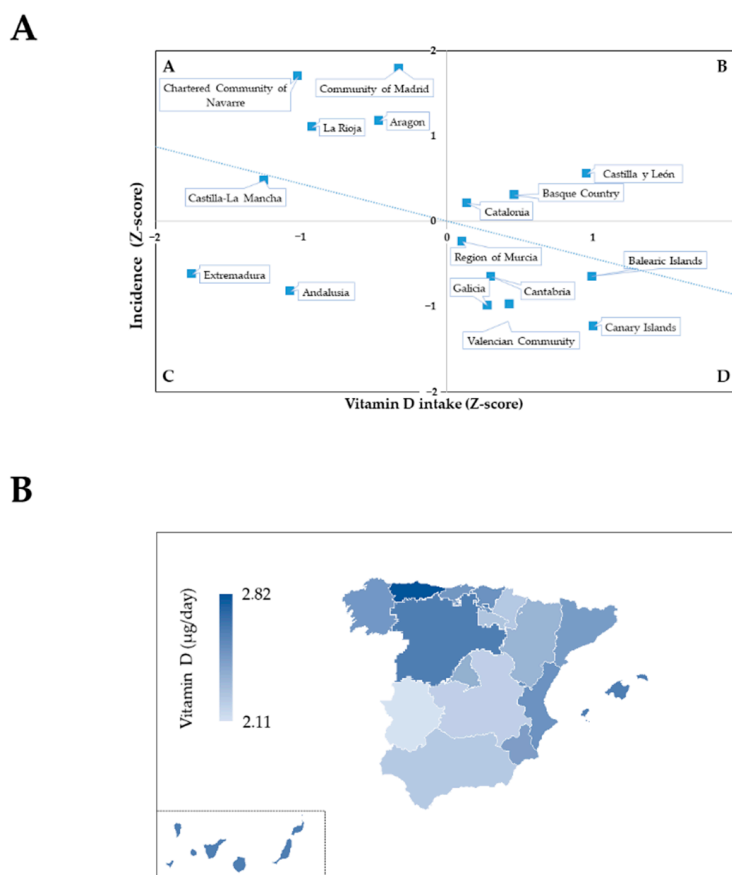 A
2
A
B
Chartered Community of
Navarre
Community of Madrid
La Rioja
Aragon
1
Castilla y León
Basque Country
Castilla-La Mancha
Catalonia
0
−2
−1
0
1
Region of Murcia
Balearic Islands
Extremadura
Andalusia
Galicia
Cantabria
−1
Valencian Community
Canary Islands
C
D
−2
Incidence (Z-score)
Vitamin D intake (Z-score)
B
2.82
Vitamin D (µg/day)
2.11